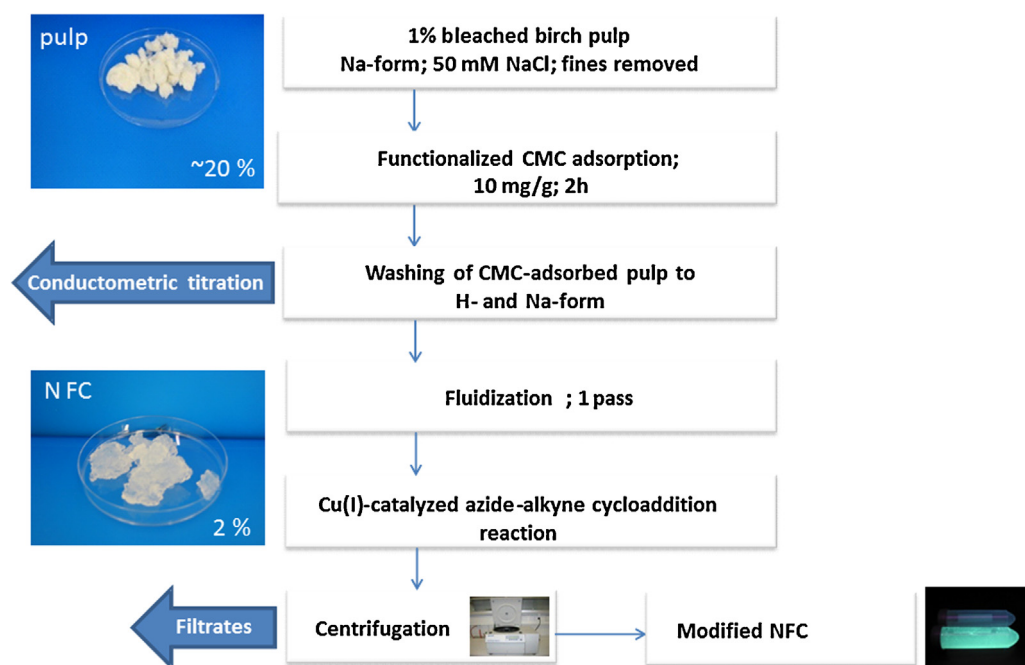 pulp
~20 %
1% bleached birch pulp
Na-form; 50 mM NaCl; fines removed
Functionalized CMC adsorption;
10 mg/g; 2h
Conductometric titration
Washing of CMC-adsorbed pulp to
H- and Na-form
N FC
2 %
Fluidization ; 1 pass
Cu(I)-catalyzed azide-alkyne cycloaddition
reaction
Filtrates
Centrifugation
Modified NFC